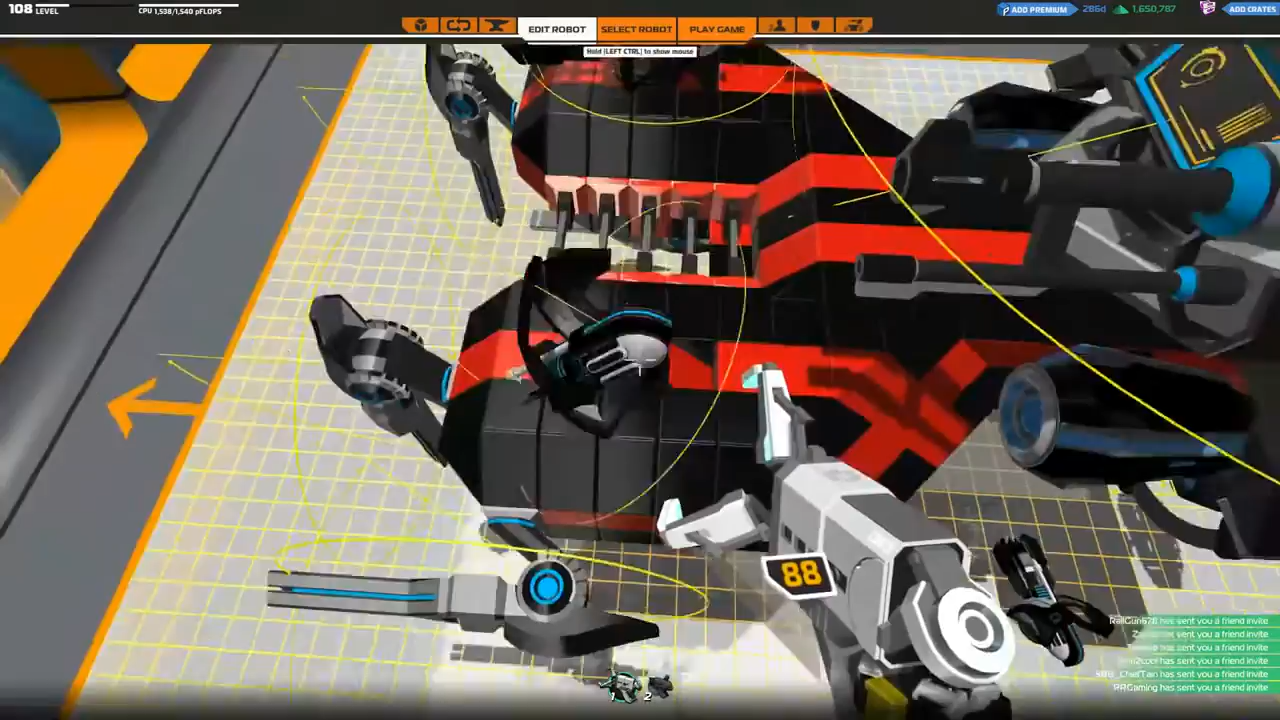 108 LEVEL
CPU 1,538/1,540 pFLOPS
EDIT ROBOT
SELECT ROBOT
PLAY GAME
ADD PREMIUM
286d
1,650,787
ADD CRATES
Hold [LEFT CTRL] to show mouse
88
has sent you a friend invite
has sent you a friend invite
has sent you a friend invite
has sent you a friend invite
has sent you a friend invite
PRGaming has sent you a friend invite
1
2